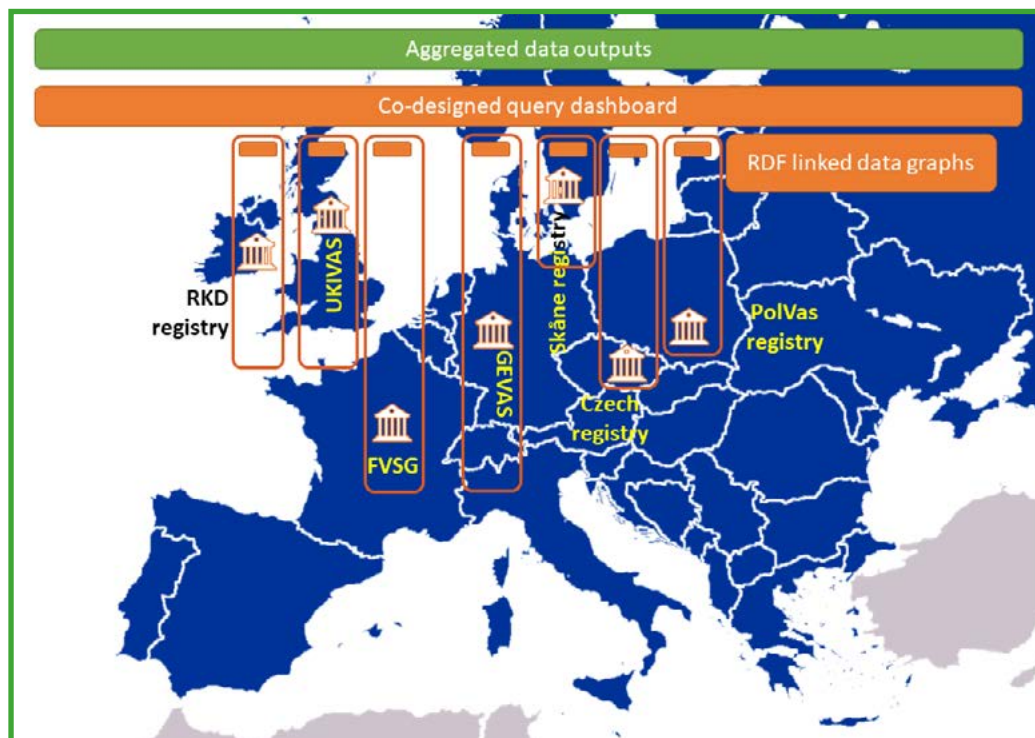 Aggregated data outputs
Co-designed query dashboard
RDF linked data graphs
RKD
registry
UKIVAS
FVSG
GEVAS
Skåne registry
Czech
registry
PolVas
registry